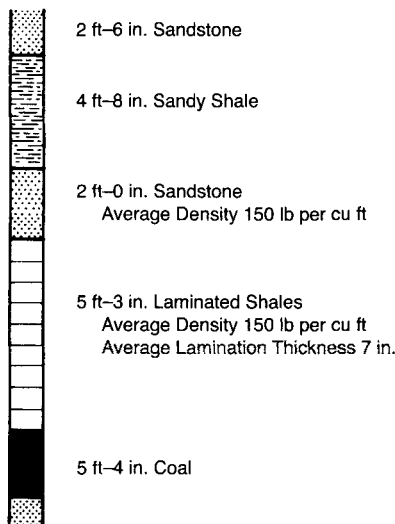 2 ft–6 in. Sandstone
4 ft–8 in. Sandy Shale
2 ft–0 in. Sandstone
Average Density 150 lb per cu ft
5 ft–3 in. Laminated Shales
Average Density 150 lb per cu ft
Average Lamination Thickness 7 in.
5 ft–4 in. Coal